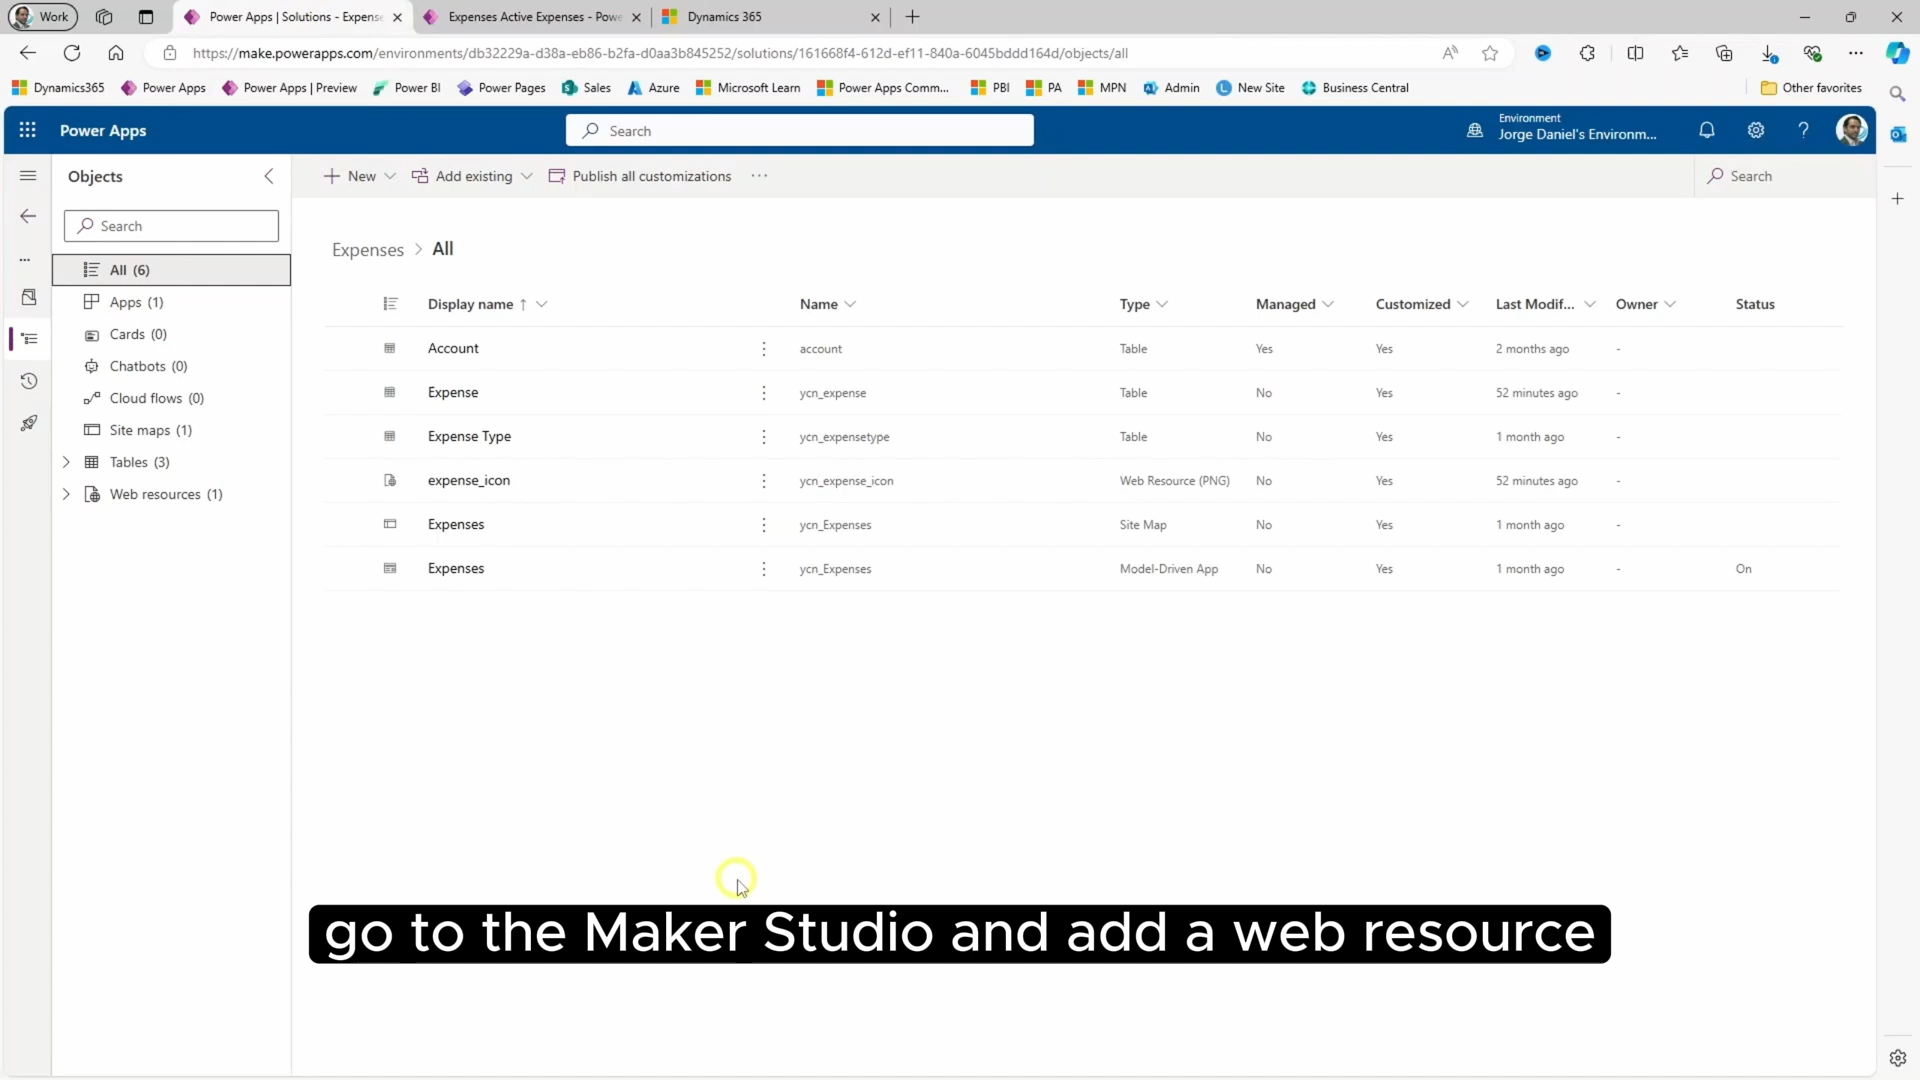 Work
Power Apps | Solutions - Expense
Expenses Active Expenses - Powe
Dynamics 365
https://make.powerapps.com/environments/db32229a-d38a-eb86-b2fa-d0aa3b845252/solutions/161668f4-612d-ef11-840a-6045bddd164d/objects/all
Dynamics365
Power Apps
Power Apps | Preview
Power BI
Power Pages
Sales
Azure
Microsoft Learn
Power Apps Comm...
PBI
PA
MPN
Admin
New Site
Business Central
Other favorites
Power Apps
Search
Environment
Jorge Daniel's Environm...
Objects
New
Add existing
Publish all customizations
Search
Search
All (6)
Apps (1)
Cards (0)
Chatbots (0)
Cloud flows (0)
Site maps (1)
Tables (3)
Web resources (1)
Expenses > All
Display name Name Type Managed Customized Last Modif... Owner Status
Account account Table Yes Yes 2 months ago -
Expense ycn_expense Table No Yes 52 minutes ago -
Expense Type ycn_expensetype Table No Yes 1 month ago -
expense_icon ycn_expense_icon Web Resource (PNG) No Yes 52 minutes ago -
Expenses ycn_Expenses Site Map No Yes 1 month ago -
Expenses ycn_Expenses Model-Driven App No Yes 1 month ago - On
go to the Maker Studio and add a web resource